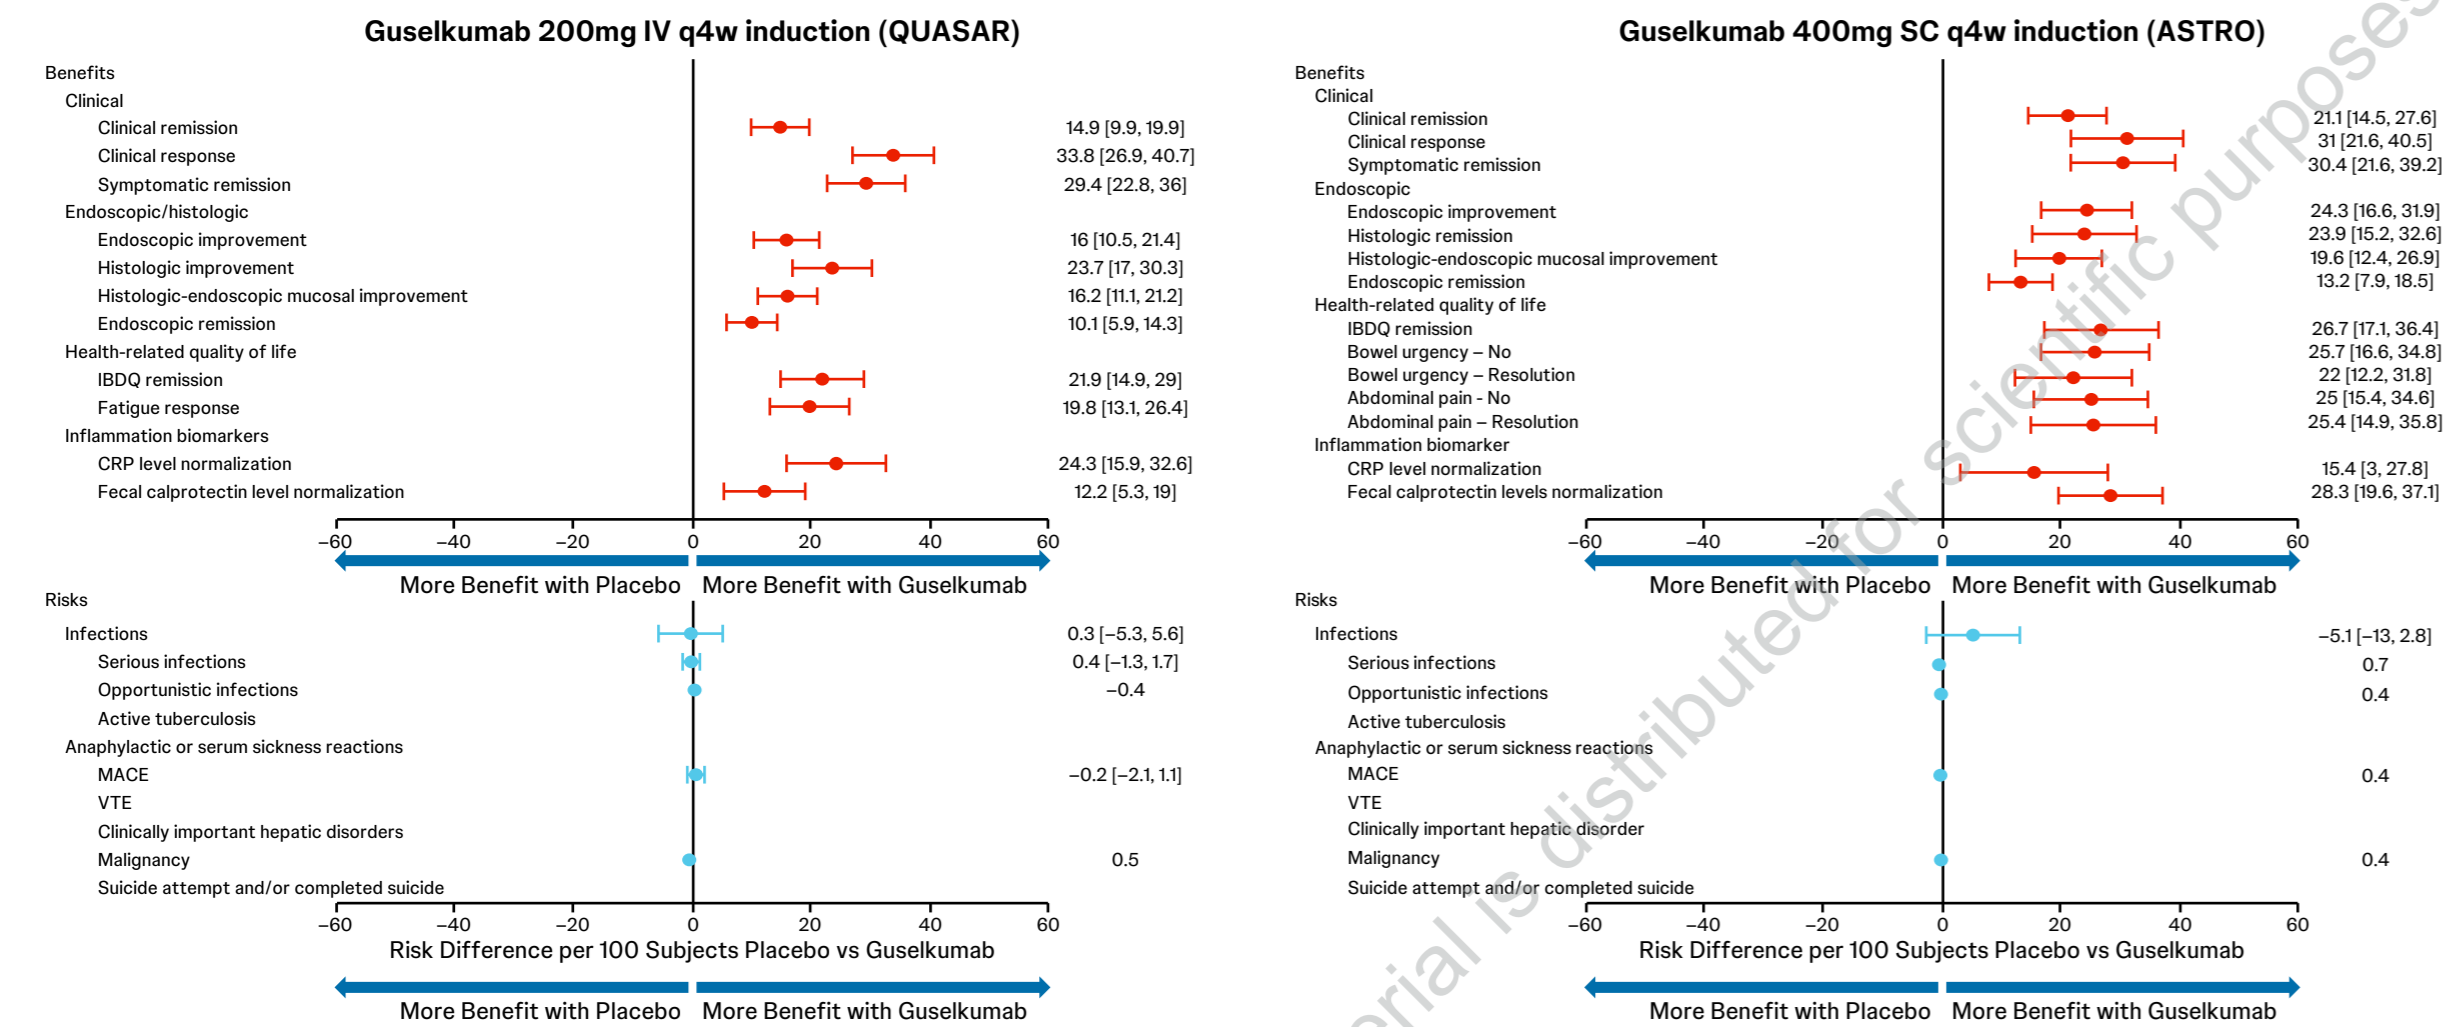 Guselkumab 200mg IV q4w induction (QUASAR)
Benefits
Clinical
Clinical remission 14.9 [9.9, 19.9]
Clinical response 33.8 [26.9, 40.7]
Symptomatic remission 29.4 [22.8, 36]
Endoscopic/histologic
Endoscopic improvement 16 [10.5, 21.4]
Histologic improvement 23.7 [17, 30.3]
Histologic-endoscopic mucosal improvement 16.2 [11.1, 21.2]
Endoscopic remission 10.1 [5.9, 14.3]
Health-related quality of life
IBDQ remission 21.9 [14.9, 29]
Fatigue response 19.8 [13.1, 26.4]
Inflammation biomarkers
CRP level normalization 24.3 [15.9, 32.6]
Fecal calprotectin level normalization 12.2 [5.3, 19]
−60 −40 −20 0 20 40 60
More Benefit with Placebo More Benefit with Guselkumab
Risks
Infections 0.3 [−5.3, 5.6]
Serious infections 0.4 [−1.3, 1.7]
Opportunistic infections −0.4
Active tuberculosis
Anaphylactic or serum sickness reactions
MACE −0.2 [−2.1, 1.1]
VTE
Clinically important hepatic disorders
Malignancy 0.5
Suicide attempt and/or completed suicide
−60 −40 −20 0 20 40 60
Risk Difference per 100 Subjects Placebo vs Guselkumab
More Benefit with Placebo More Benefit with Guselkumab
Guselkumab 400mg SC q4w induction (ASTRO)
Benefits
Clinical
Clinical remission 21.1 [14.5, 27.6]
Clinical response 31 [21.6, 40.5]
Symptomatic remission 30.4 [21.6, 39.2]
Endoscopic
Endoscopic improvement 24.3 [16.6, 31.9]
Histologic remission 23.9 [15.2, 32.6]
Histologic-endoscopic mucosal improvement 19.6 [12.4, 26.9]
Endoscopic remission 13.2 [7.9, 18.5]
Health-related quality of life
IBDQ remission 26.7 [17.1, 36.4]
Bowel urgency – No 25.7 [16.6, 34.8]
Bowel urgency – Resolution 22 [12.2, 31.8]
Abdominal pain - No 25 [15.4, 34.6]
Abdominal pain – Resolution 25.4 [14.9, 35.8]
Inflammation biomarker
CRP level normalization 15.4 [3, 27.8]
Fecal calprotectin levels normalization 28.3 [19.6, 37.1]
−60 −40 −20 0 20 40 60
More Benefit with Placebo More Benefit with Guselkumab
Risks
Infections −5.1 [−13, 2.8]
Serious infections 0.7
Opportunistic infections 0.4
Active tuberculosis
Anaphylactic or serum sickness reactions
MACE 0.4
VTE
Clinically important hepatic disorder
Malignancy 0.4
Suicide attempt and/or completed suicide
−60 −40 −20 0 20 40 60
Risk Difference per 100 Subjects Placebo vs Guselkumab
More Benefit with Placebo More Benefit with Guselkumab
erial is distributed for scientific purposes